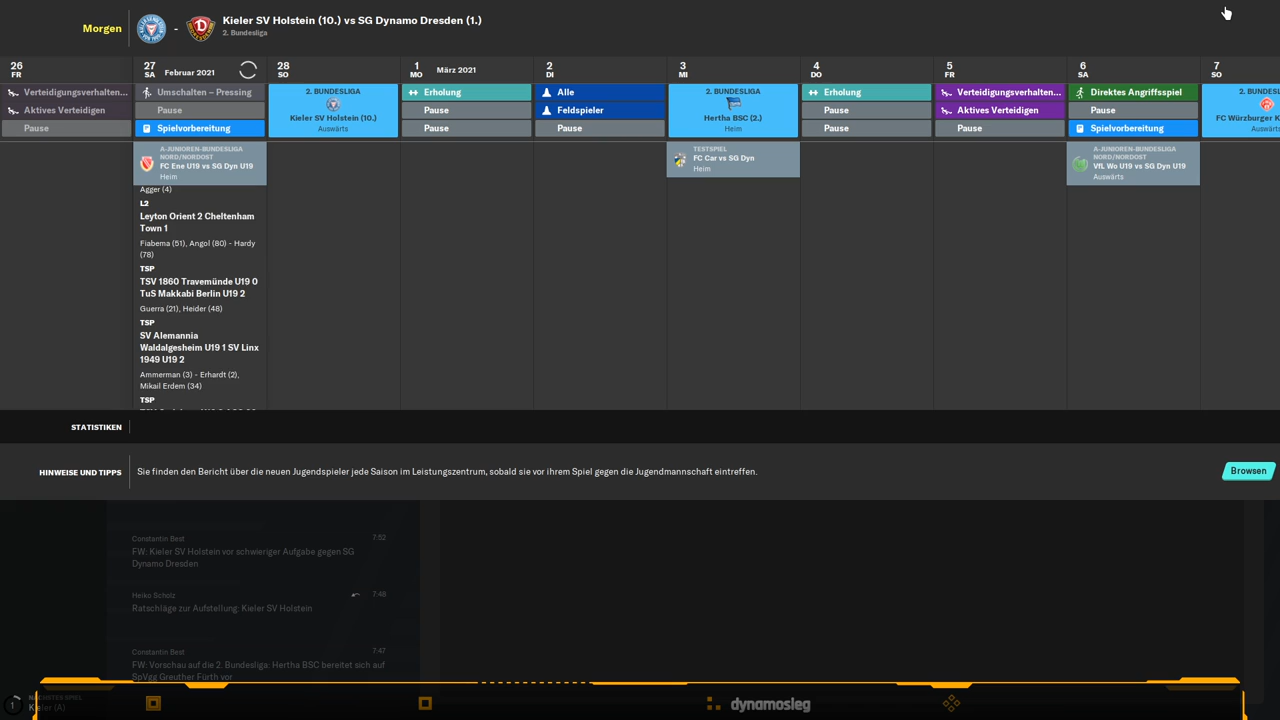 Morgen
Kieler SV Holstein (10.) vs SG Dynamo Dresden (1.)
2. Bundesliga
26 FR
27 SA Februar 2021
28 SO
1 MO März 2021
2 DI
3 MI
4 DO
5 FR
6 SA
7 SO
Verteidigungsverhalten...
Aktives Verteidigen
Pause
Umschalten – Pressing
Pause
Spielvorbereitung
A-JUNIOREN-BUNDESLIGA
NORD/NORDOST
FC Ene U19 vs SG Dyn U19
Heim
Agger (4)
L2
Leyton Orient 2 Cheltenham
Town 1
Fiabema (51), Angol (80) - Hardy
(78)
TSP
TSV 1860 Travemünde U19 0
TuS Makkabi Berlin U19 2
Guerra (21), Heider (48)
TSP
SV Alemannia
Waldalgesheim U19 1 SV Linx
1949 U19 2
Ammerman (3) - Erhardt (2),
Mikail Erdem (34)
TSP
2. BUNDESLIGA
Kieler SV Holstein (10.)
Auswärts
Erholung
Pause
Pause
Alle
Feldspieler
Pause
2. BUNDESLIGA
Hertha BSC (2.)
Heim
TESTSPIEL
FC Car vs SG Dyn
Heim
Erholung
Pause
Pause
Verteidigungsverhalten...
Aktives Verteidigen
Pause
Direktes Angriffsspiel
Pause
Spielvorbereitung
A-JUNIOREN-BUNDESLIGA
NORD/NORDOST
VfL Wo U19 vs SG Dyn U19
Auswärts
2. BUND
FC Würzburger K
Auswärt
STATISTIKEN
HINWEISE UND TIPPS
Sie finden den Bericht über die neuen Jugendspieler jede Saison im Leistungszentrum, sobald sie vor ihrem Spiel gegen die Jugendmannschaft eintreffen.
Browsen
Constantin Best 7:52
FW: Kieler SV Holstein vor schwieriger Aufgabe gegen SG
Dynamo Dresden
Heiko Scholz 7:48
Ratschläge zur Aufstellung: Kieler SV Holstein
Constantin Best 7:47
FW: Vorschau auf die 2. Bundesliga: Hertha BSC bereitet sich auf
SpVgg Greuther Fürth vor
1
NÄCHSTES SPIEL
Kieler (A)
dynamosleg